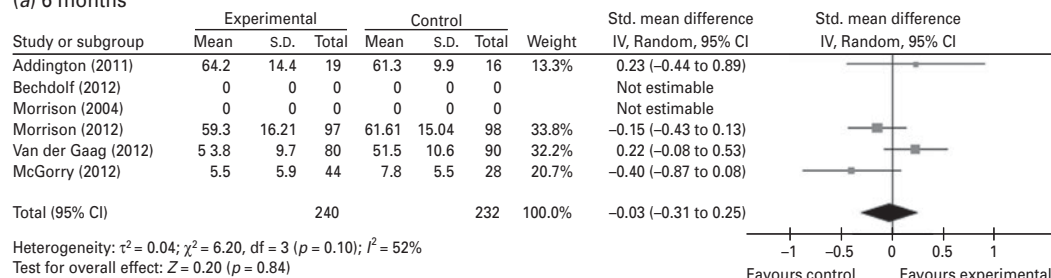 (a) 6 months
Experimental Control Std. mean difference Std. mean difference
Study or subgroup Mean S.D. Total Mean S.D. Total Weight IV, Random, 95% CI IV, Random, 95% CI
Addington (2011) 64.2 14.4 19 61.3 9.9 16 13.3% 0.23 (–0.44 to 0.89)
Bechdolf (2012) 0 0 0 0 0 0 Not estimable
Morrison (2004) 0 0 0 0 0 0 Not estimable
Morrison (2012) 59.3 16.21 97 61.61 15.04 98 33.8% –0.15 (–0.43 to 0.13)
Van der Gaag (2012) 5 3.8 9.7 80 51.5 10.6 90 32.2% 0.22 (–0.08 to 0.53)
McGorry (2012) 5.5 5.9 44 7.8 5.5 28 20.7% –0.40 (–0.87 to 0.08)
Total (95% CI) 240 232 100.0% –0.03 (–0.31 to 0.25)
Heterogeneity: τ² = 0.04; χ² = 6.20, df = 3 (p = 0.10); I² = 52%
Test for overall effect: Z = 0.20 (p = 0.84)
–1 –0.5 0 0.5 1
Favours control Favours experimental